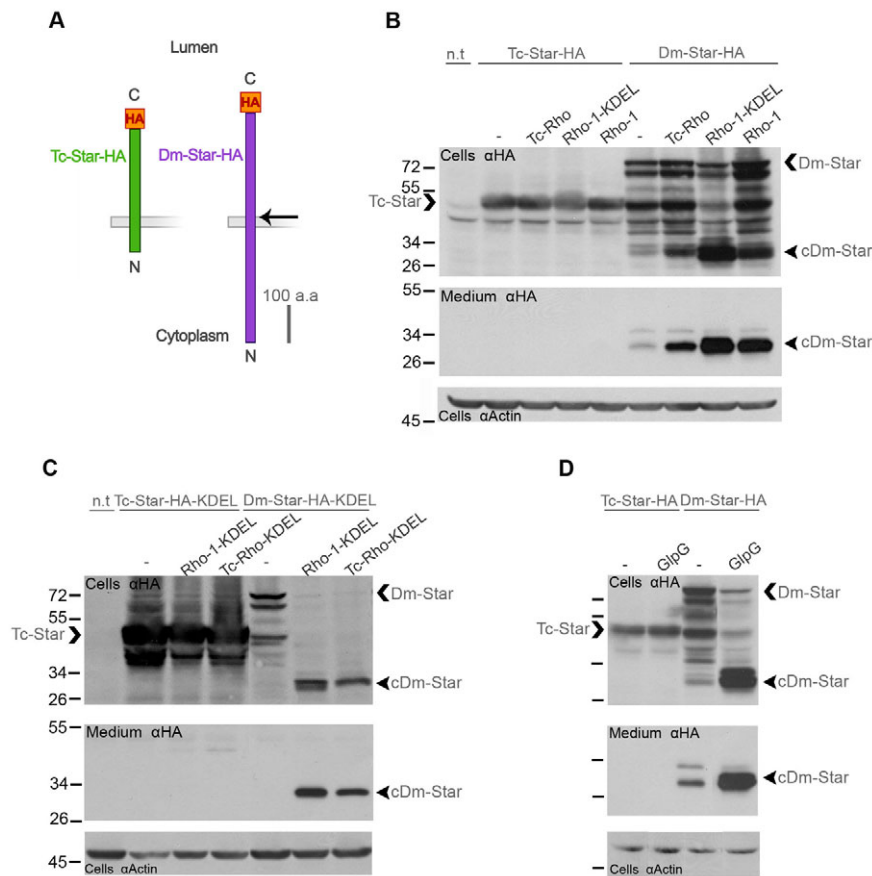 A
Lumen
C
C
HA
HA
Tc-Star-HA
Dm-Star-HA
N
100 a.a
Cytoplasm
N
B
n.t
Tc-Star-HA
Dm-Star-HA
-
Tc-Rho
Rho-1-KDEL
Rho-1
-
Tc-Rho
Rho-1-KDEL
Rho-1
Cells αHA
72
Dm-Star
55
Tc-Star
34
cDm-Star
26
55
Medium αHA
34
cDm-Star
26
45
Cells αActin
C
n.t Tc-Star-HA-KDEL Dm-Star-HA-KDEL
-
Rho-1-KDEL
Tc-Rho-KDEL
-
Rho-1-KDEL
Tc-Rho-KDEL
Cells αHA
72
Dm-Star
55
Tc-Star
34
cDm-Star
26
55
Medium αHA
34
cDm-Star
26
45
Cells αActin
D
Tc-Star-HA Dm-Star-HA
-
GlpG
-
GlpG
Cells αHA
Dm-Star
Tc-Star
cDm-Star
Medium αHA
cDm-Star
Cells αActin